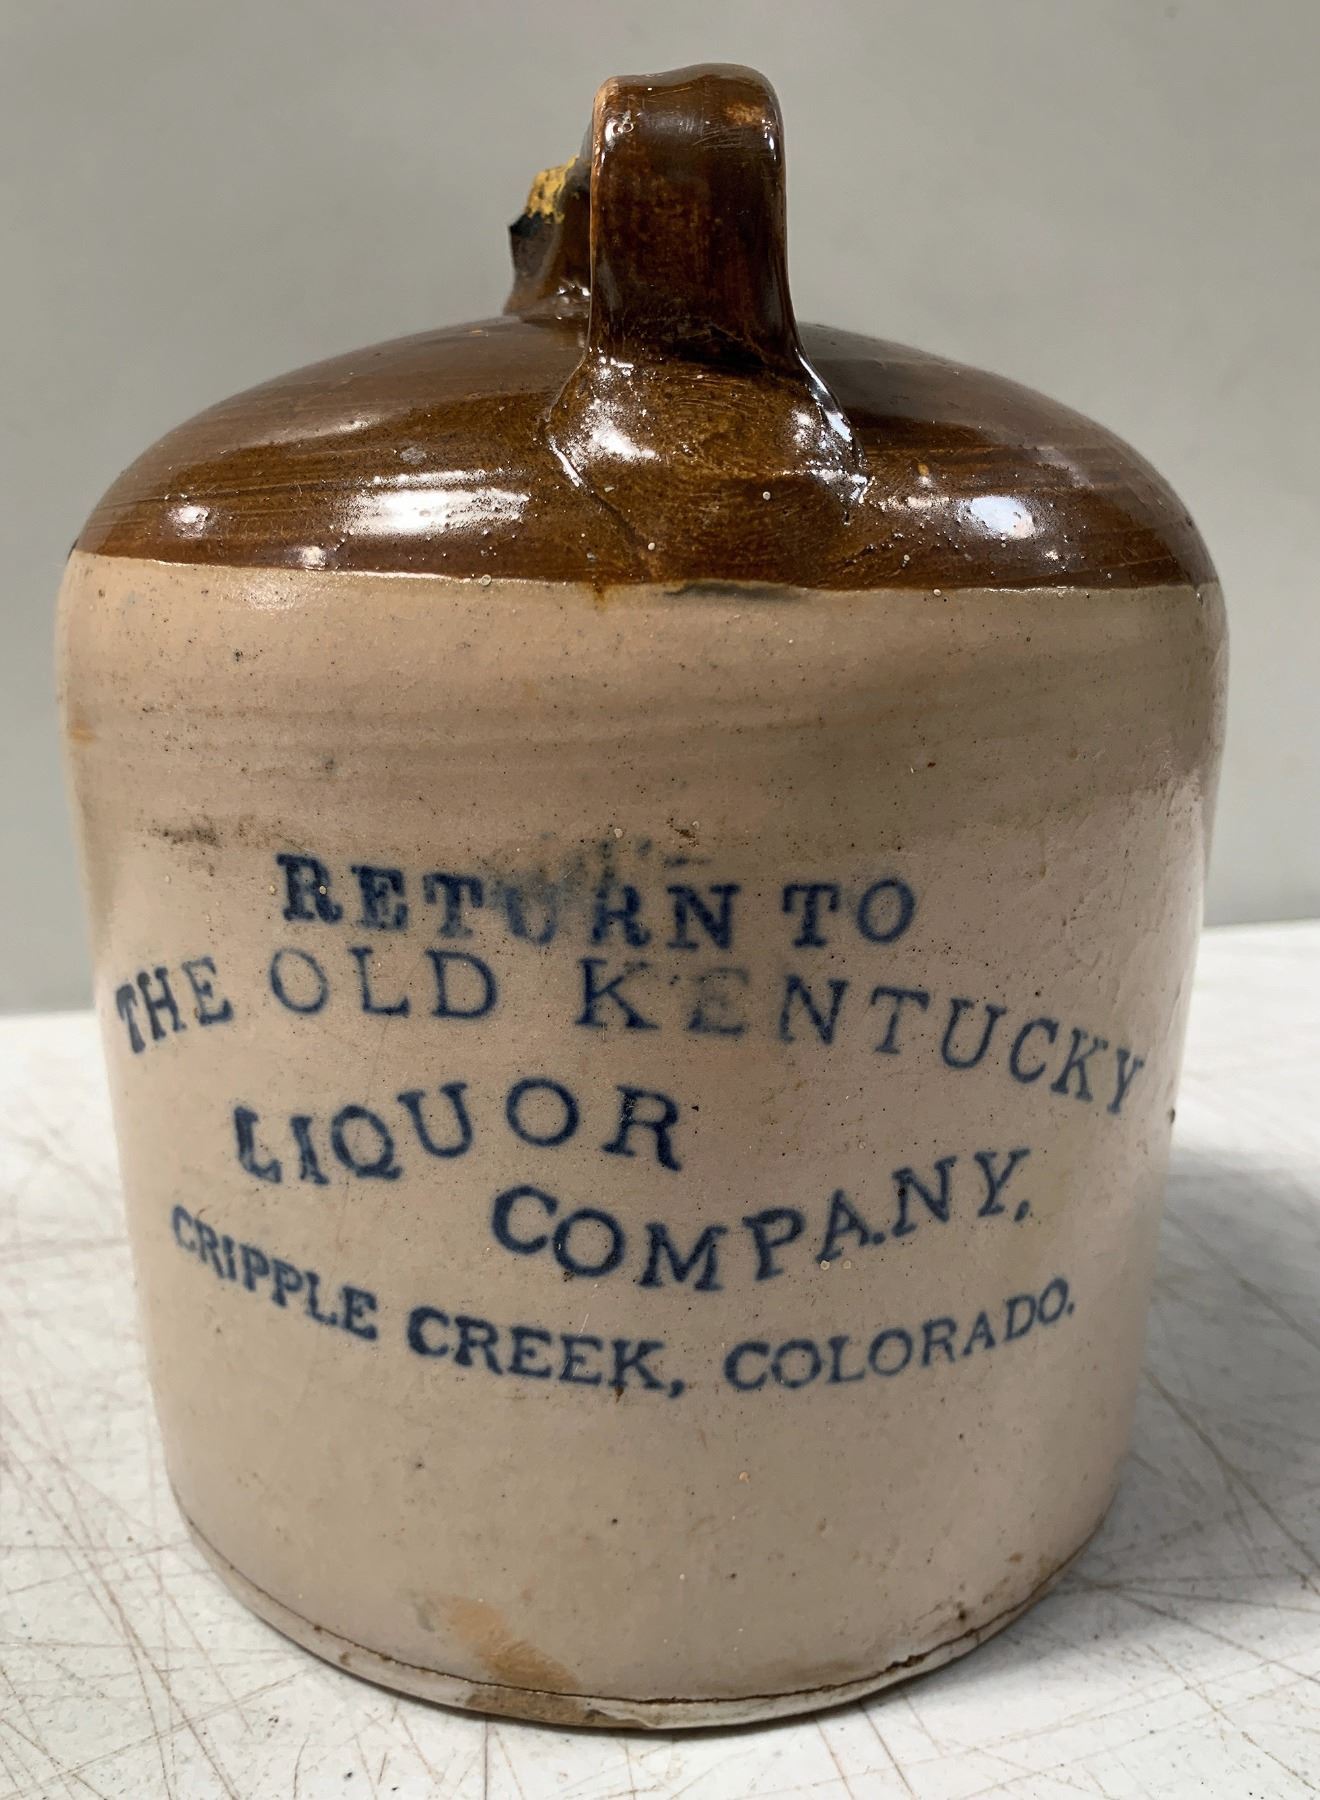 RETURN TO
THE OLD KENTUCKY
LIQUOR
COMPANY,
CRIPPLE CREEK, COLORADO.